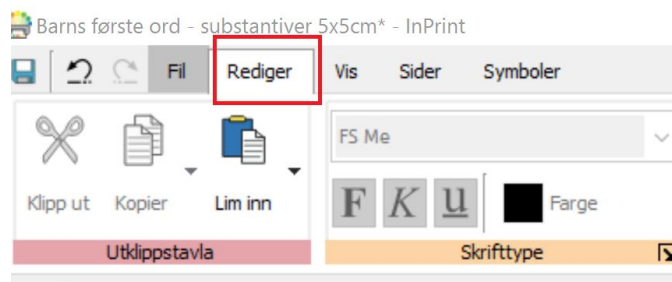 Barns første ord - substantiver 5x5cm* - InPrint
Fil Rediger Vis Sider Symboler
FS Me
Klipp ut Kopier Lim inn F K u Farge
Utklippstavla Skrifttype